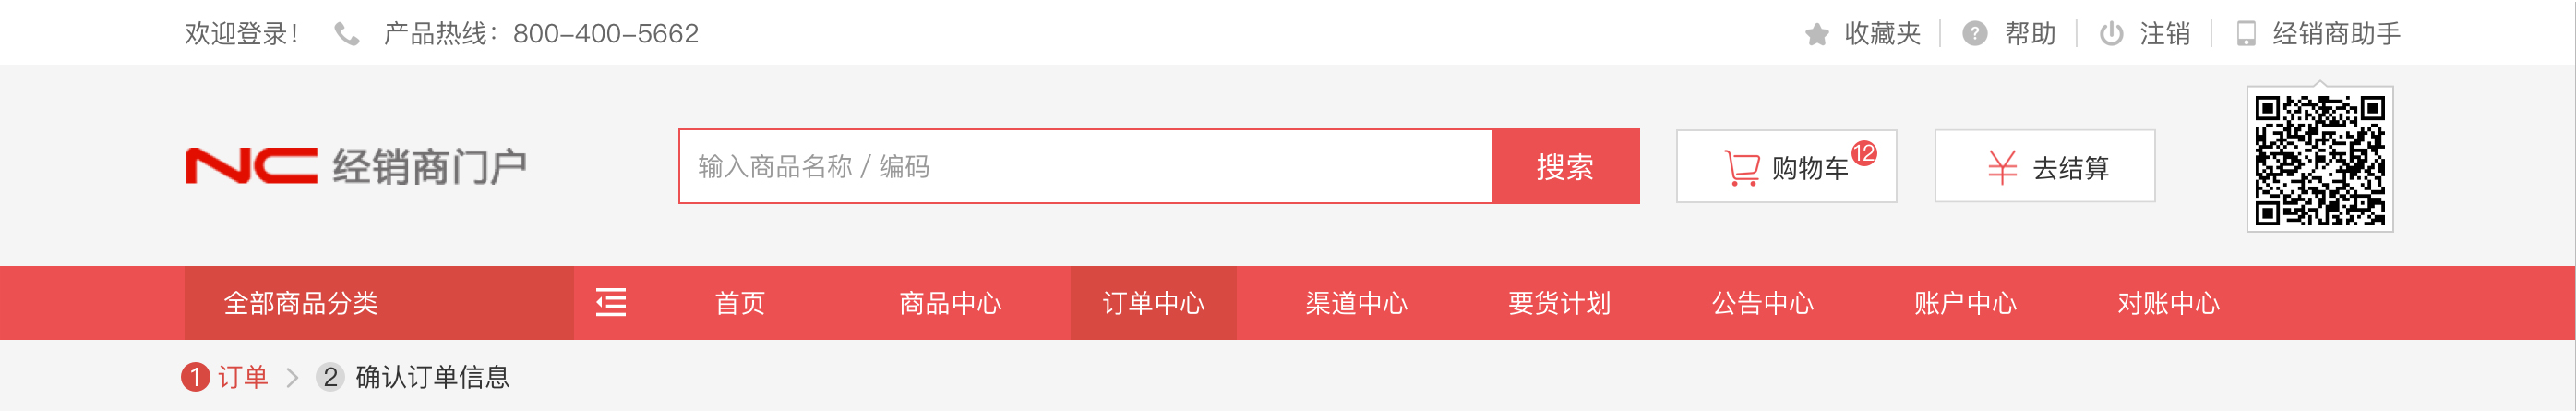 欢迎登录！ 产品热线：800-400-5662 收藏夹 帮助 注销 经销商助手
NC 经销商门户 输入商品名称 / 编码 搜索 购物车 12 去结算
全部商品分类 首页 商品中心 订单中心 渠道中心 要货计划 公告中心 账户中心 对账中心
1 订单 2 确认订单信息